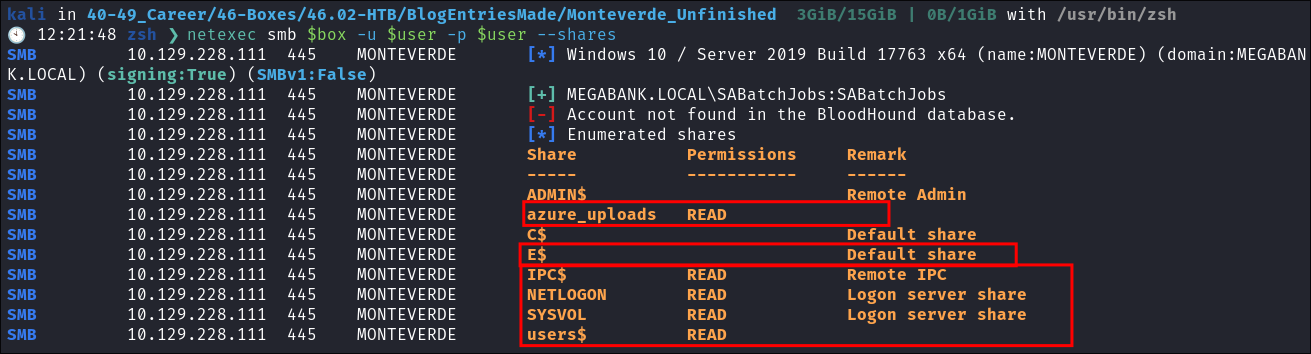 kali in 40-49_Career/46-Boxes/46.02-HTB/BlogEntriesMade/Monteverde_Unfinished 3GiB/15GiB | 0B/1GiB with /usr/bin/zsh
🕙 12:21:48 zsh ❯ netexec smb $box -u $user -p $user --shares
SMB 10.129.228.111 445 MONTEVERDE [*] Windows 10 / Server 2019 Build 17763 x64 (name:MONTEVERDE) (domain:MEGABAN
K.LOCAL) (signing:True) (SMBv1:False)
SMB 10.129.228.111 445 MONTEVERDE [+] MEGABANK.LOCAL\SABatchJobs:SABatchJobs
SMB 10.129.228.111 445 MONTEVERDE [-] Account not found in the BloodHound database.
SMB 10.129.228.111 445 MONTEVERDE [*] Enumerated shares
SMB 10.129.228.111 445 MONTEVERDE Share Permissions Remark
SMB 10.129.228.111 445 MONTEVERDE ----- ----------- ------
SMB 10.129.228.111 445 MONTEVERDE ADMIN$ Remote Admin
SMB 10.129.228.111 445 MONTEVERDE azure_uploads READ
SMB 10.129.228.111 445 MONTEVERDE C$ Default share
SMB 10.129.228.111 445 MONTEVERDE E$ Default share
SMB 10.129.228.111 445 MONTEVERDE IPC$ READ Remote IPC
SMB 10.129.228.111 445 MONTEVERDE NETLOGON READ Logon server share
SMB 10.129.228.111 445 MONTEVERDE SYSVOL READ Logon server share
SMB 10.129.228.111 445 MONTEVERDE users$ READ